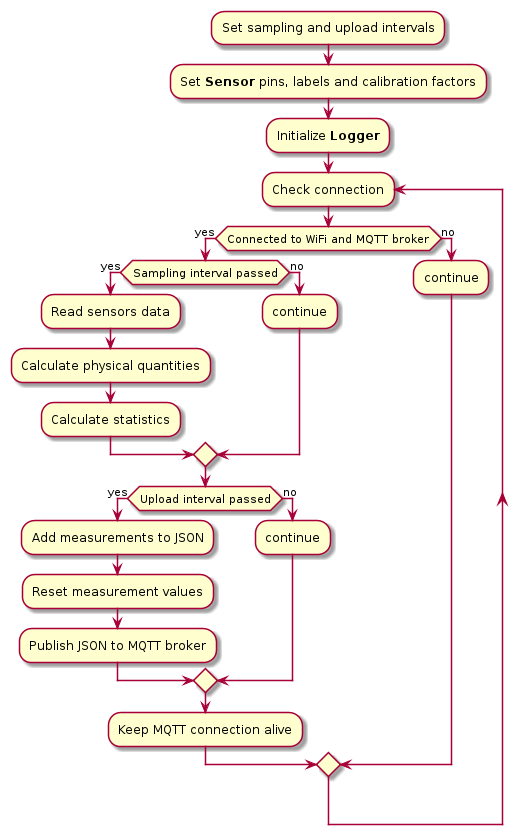 Set sampling and upload intervals
Set Sensor pins, labels and calibration factors
Initialize Logger
Check connection
yes
Connected to WiFi and MQTT broker
no
yes
Sampling interval passed
no
continue
Read sensors data
continue
Calculate physical quantities
Calculate statistics
yes
Upload interval passed
no
Add measurements to JSON
continue
Reset measurement values
Publish JSON to MQTT broker
Keep MQTT connection alive